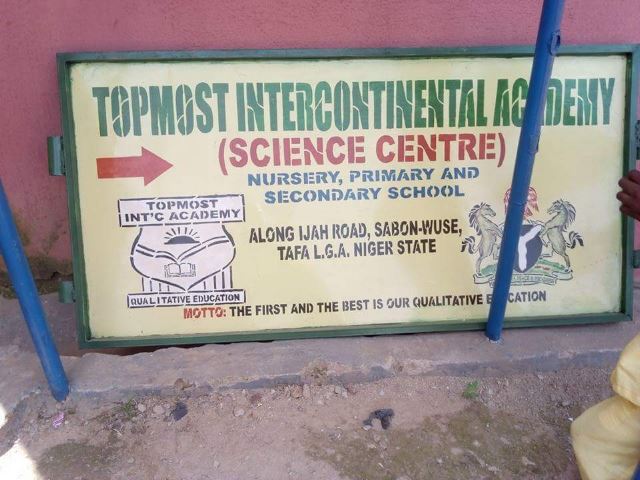 TOPMOST INTERCONTINENTAL ACADEMY
(SCIENCE CENTRE)
NURSERY, PRIMARY AND
SECONDARY SCHOOL
TOPMOST
INT'C ACADEMY
QUALITATIVE EDUCATION
ALONG IJAH ROAD, SABON-WUSE,
TAFA L.G.A. NIGER STATE
MOTTO: THE FIRST AND THE BEST IS OUR QUALITATIVE EDUCATION